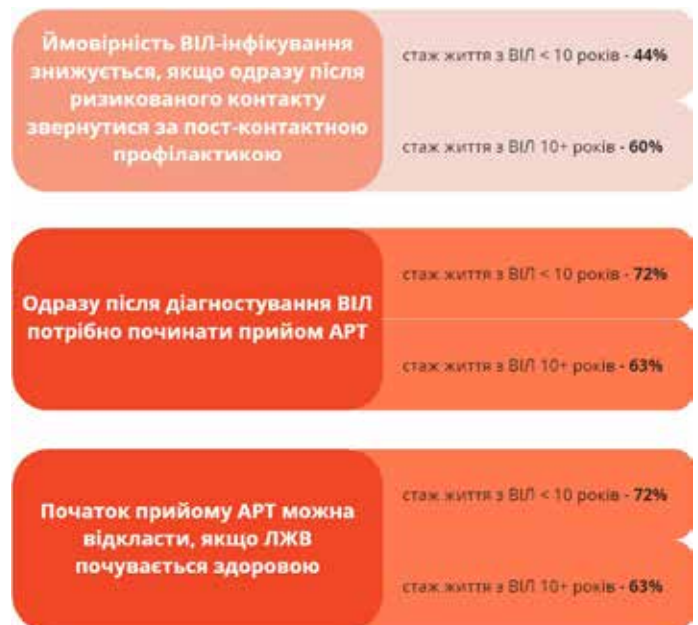 Ймовірність ВІЛ-інфікування
знижується, якщо одразу після
ризикованого контакту
звернутися за пост-контактною
профілактикою
стаж життя з ВІЛ < 10 років - 44%
стаж життя з ВІЛ 10+ років - 60%
Одразу після діагностування ВІЛ
потрібно починати прийом АРТ
стаж життя з ВІЛ < 10 років - 72%
стаж життя з ВІЛ 10+ років - 63%
Початок прийому АРТ можна
відкласти, якщо ЛЖВ
почувається здоровою
стаж життя з ВІЛ < 10 років - 72%
стаж життя з ВІЛ 10+ років - 63%